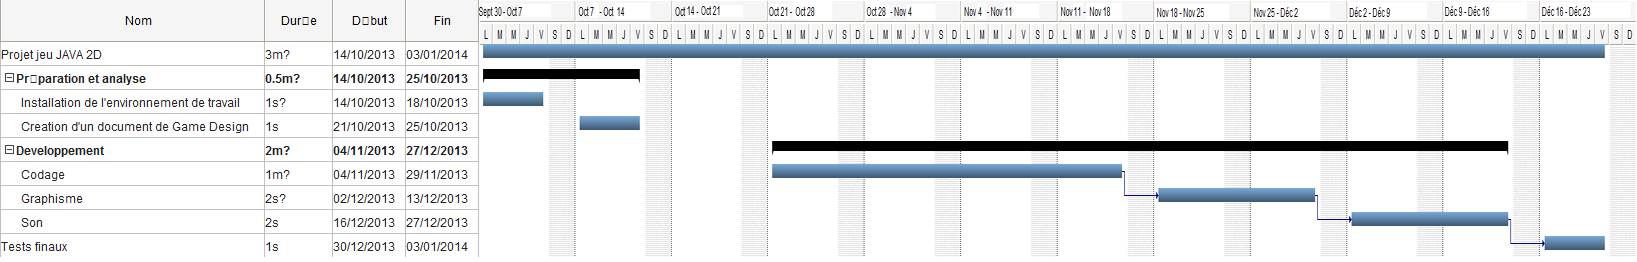 Nom Dur□e D□but Fin
Sept 30 - Oct 7 Oct 7 - Oct 14 Oct 14 - Oct 21 Oct 21 - Oct 28 Oct 28 - Nov 4 Nov 4 - Nov 11 Nov 11 - Nov 18 Nov 18 - Nov 25 Nov 25 - Déc 2 Déc 2 - Déc 9 Déc 9 - Déc 16 Déc 16 - Déc 23
L M M J V S D L M M J V S D L M M J V S D L M M J V S D L M M J V S D L M M J V S D L M M J V S D L M M J V S D L M M J V S D L M M J V S D L M M J V S D L M M J V S D
Projet jeu JAVA 2D 3m? 14/10/2013 03/01/2014
Pr□paration et analyse 0.5m? 14/10/2013 25/10/2013
Installation de l'environnement de travail 1s? 14/10/2013 18/10/2013
Creation d'un document de Game Design 1s 21/10/2013 25/10/2013
Developpement 2m? 04/11/2013 27/12/2013
Codage 1m? 04/11/2013 29/11/2013
Graphisme 2s? 02/12/2013 13/12/2013
Son 2s 16/12/2013 27/12/2013
Tests finaux 1s 30/12/2013 03/01/2014